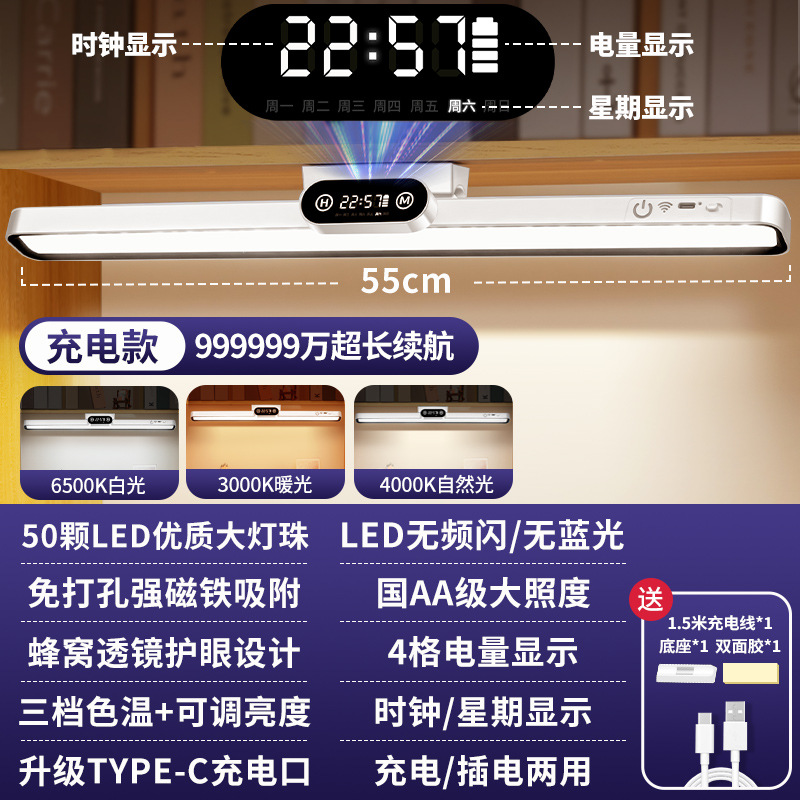 22:57
时钟显示
电量显示
周一 周二 周三 周四 周五 周六 周日
星期显示
H 22:57 M
55cm
充电款 999999万超长续航
6500K白光 3000K暖光 4000K自然光
50颗LED优质大灯珠 LED无频闪/无蓝光
免打孔强磁铁吸附 国AA级大照度
蜂窝透镜护眼设计 4格电量显示
三档色温+可调亮度 时钟/星期显示
升级TYPE-C充电口 充电/插电两用
送
1.5米充电线*1
底座*1 双面胶*1